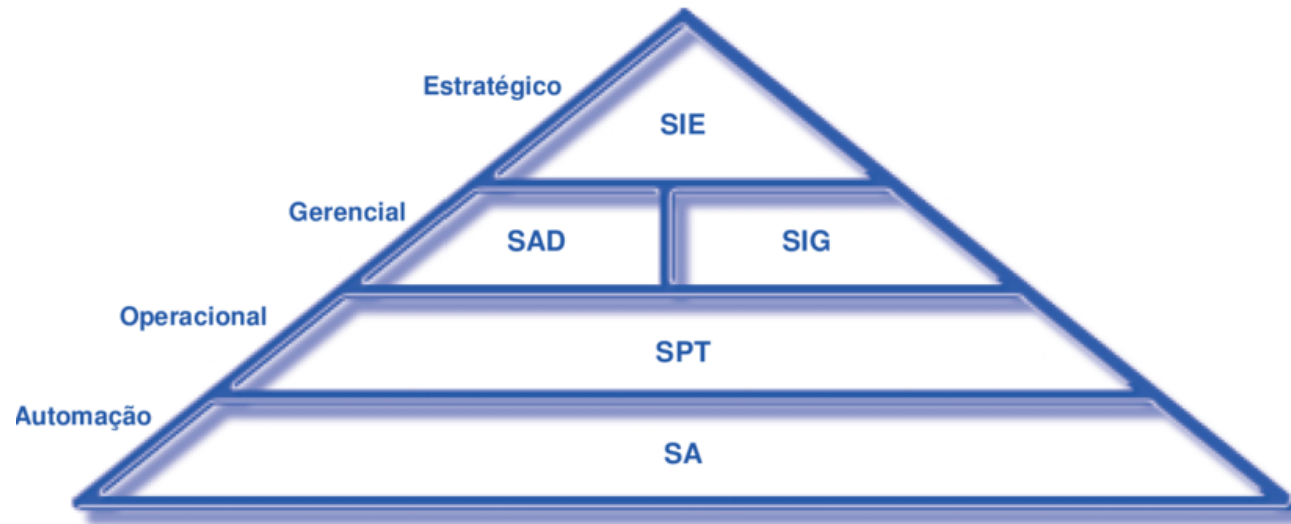 Estratégico
SIE
Gerencial
SAD
SIG
Operacional
SPT
Automação
SA